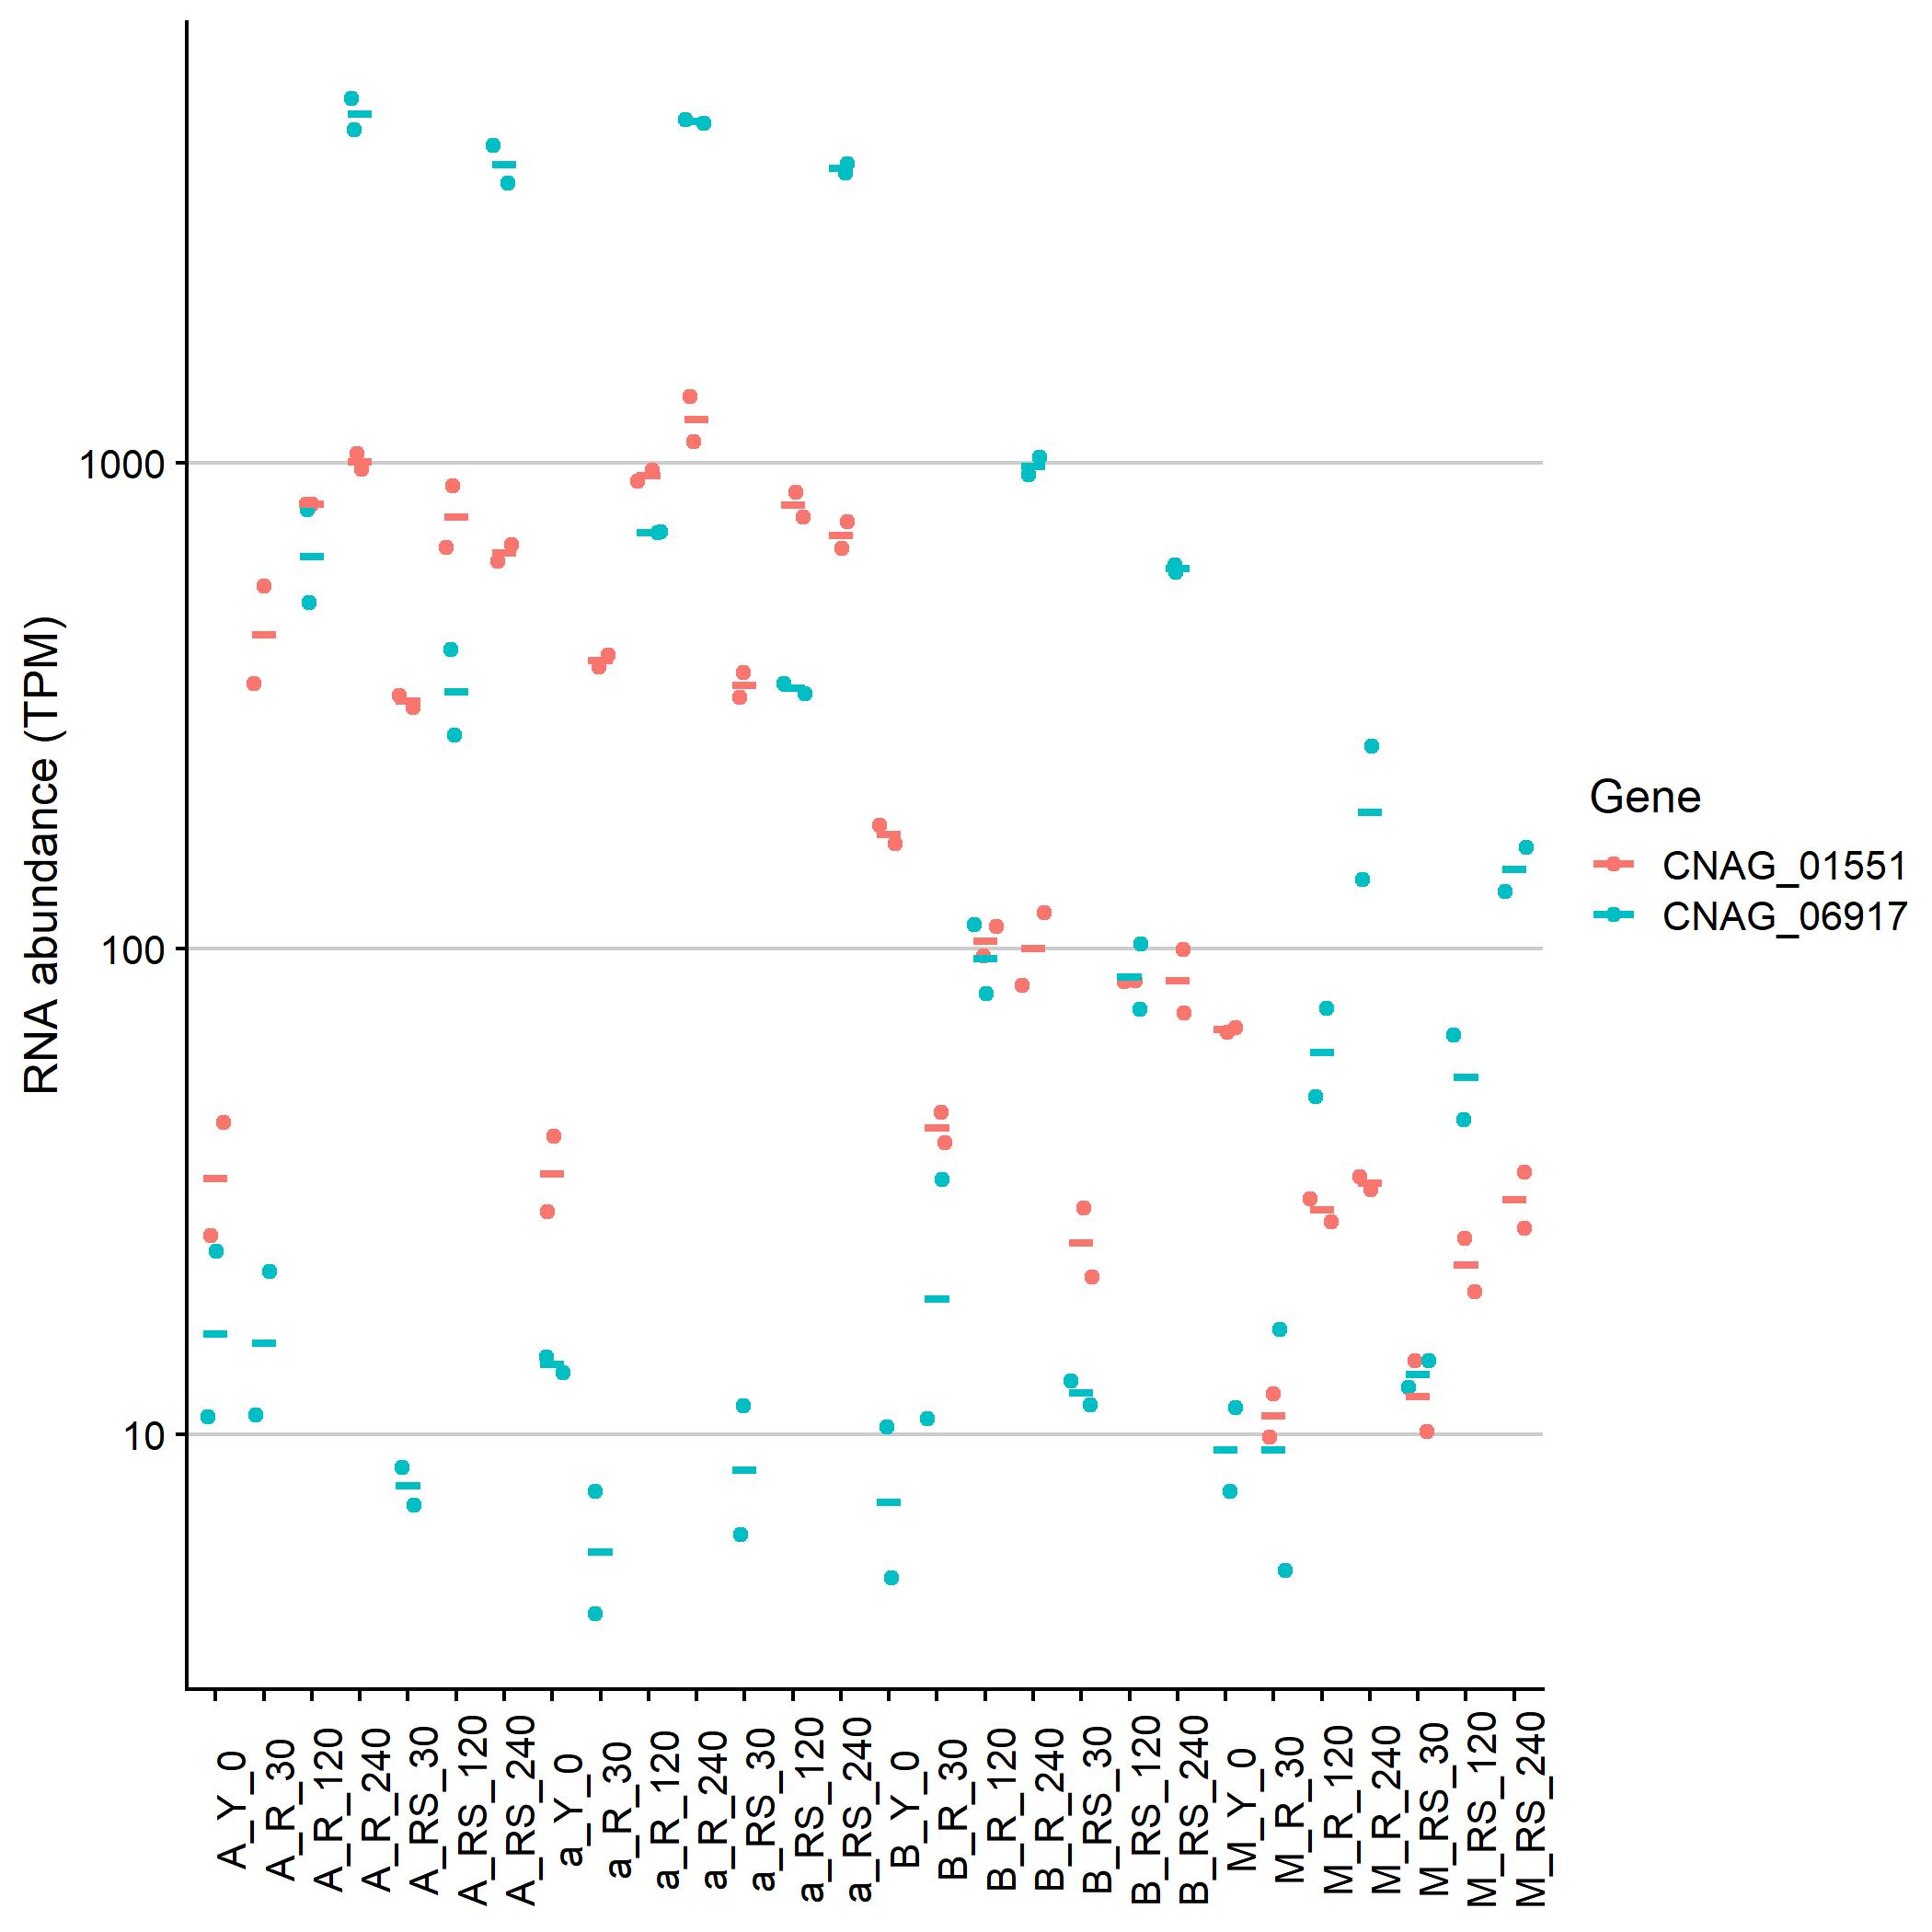 RNA abundance (TPM)
1000
100
10
A_Y_0
A_R_30
A_R_120
A_R_240
A_RS_30
A_RS_120
A_RS_240
a_Y_0
a_R_30
a_R_120
a_R_240
a_RS_30
a_RS_120
a_RS_240
B_Y_0
B_R_30
B_R_120
B_R_240
B_RS_30
B_RS_120
B_RS_240
M_Y_0
M_R_30
M_R_120
M_R_240
M_RS_30
M_RS_120
M_RS_240
Gene
CNAG_01551
CNAG_06917